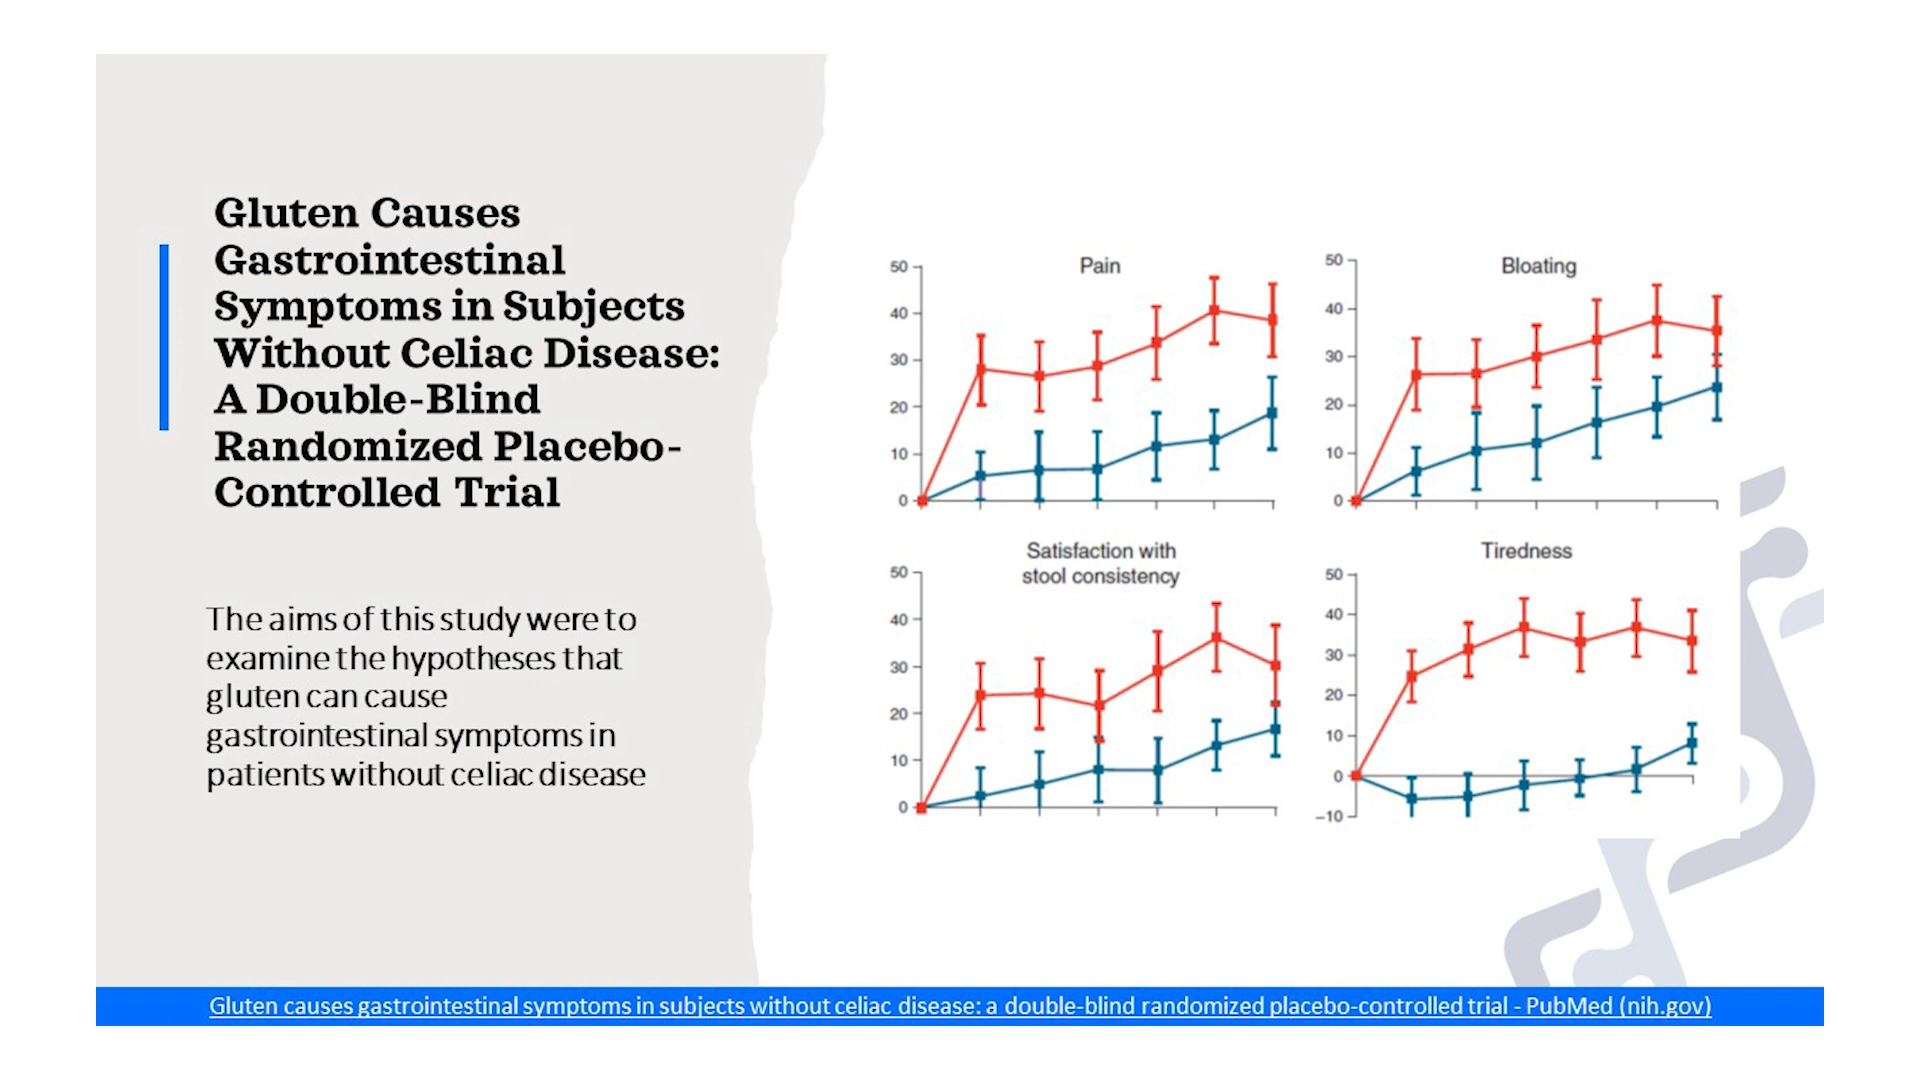 Gluten Causes
Gastrointestinal
Symptoms in Subjects
Without Celiac Disease:
A Double-Blind
Randomized Placebo-
Controlled Trial
The aims of this study were to
examine the hypotheses that
gluten can cause
gastrointestinal symptoms in
patients without celiac disease
Pain
50
40
30
20
10
0
Bloating
50
40
30
20
10
0
Satisfaction with
stool consistency
50
40
30
20
10
0
Tiredness
50
40
30
20
10
0
–10
Gluten causes gastrointestinal symptoms in subjects without celiac disease: a double-blind randomized placebo-controlled trial - PubMed (nih.gov)